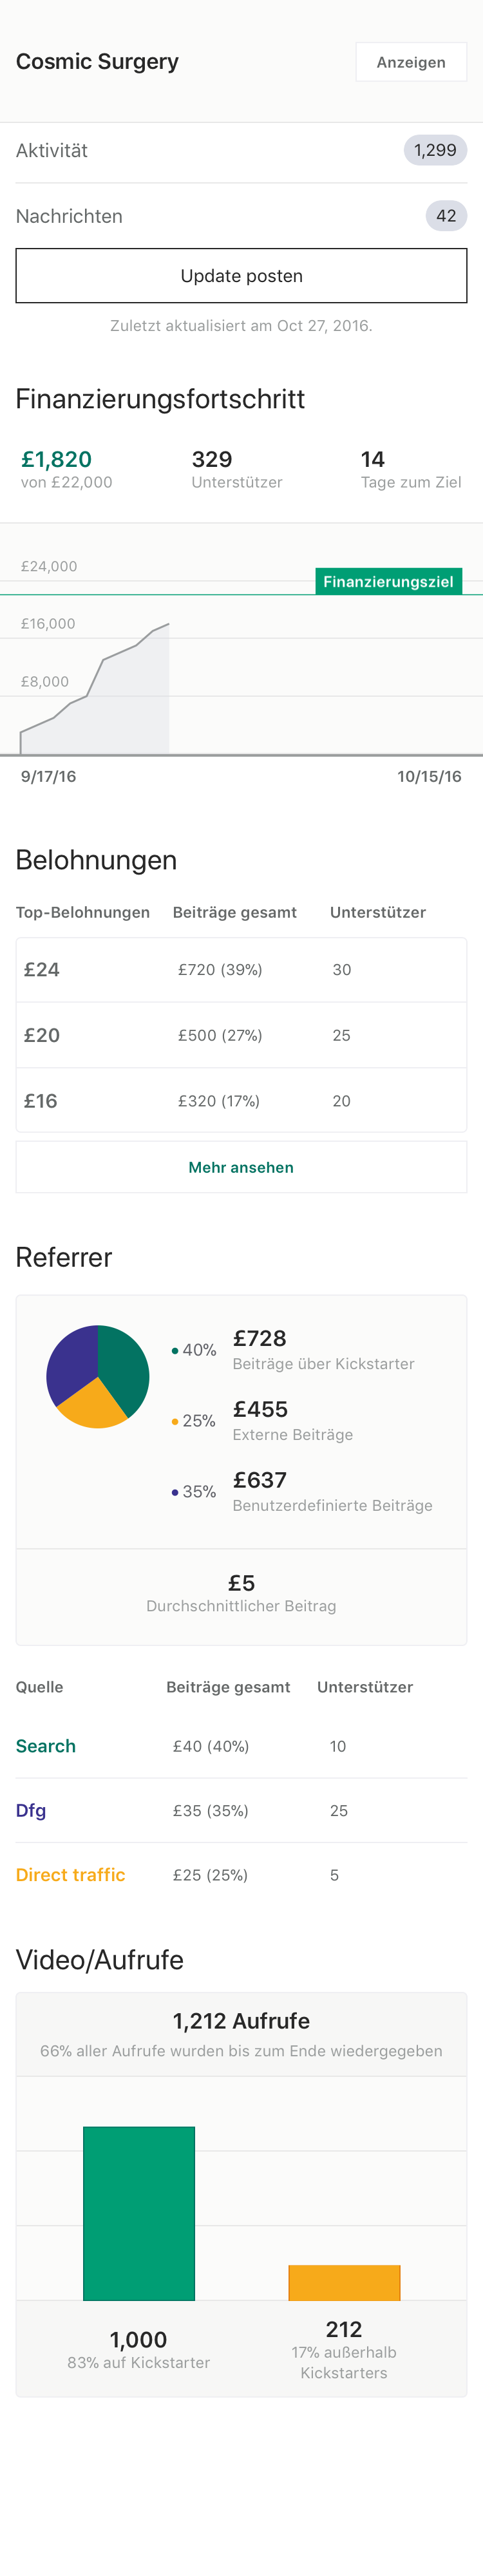 Cosmic Surgery
Anzeigen
Aktivität
1,299
Nachrichten
42
Update posten
Zuletzt aktualisiert am Oct 27, 2016.
Finanzierungsfortschritt
£1,820 329 14
von £22,000 Unterstützer Tage zum Ziel
£24,000
Finanzierungsziel
£16,000
£8,000
9/17/16 10/15/16
Belohnungen
Top-Belohnungen Beiträge gesamt Unterstützer
£24 £720 (39%) 30
£20 £500 (27%) 25
£16 £320 (17%) 20
Mehr ansehen
Referrer
40% £728
Beiträge über Kickstarter
25% £455
Externe Beiträge
35% £637
Benutzerdefinierte Beiträge
£5
Durchschnittlicher Beitrag
Quelle Beiträge gesamt Unterstützer
Search £40 (40%) 10
Dfg £35 (35%) 25
Direct traffic £25 (25%) 5
Video/Aufrufe
1,212 Aufrufe
66% aller Aufrufe wurden bis zum Ende wiedergegeben
1,000
83% auf Kickstarter
212
17% außerhalb
Kickstarters